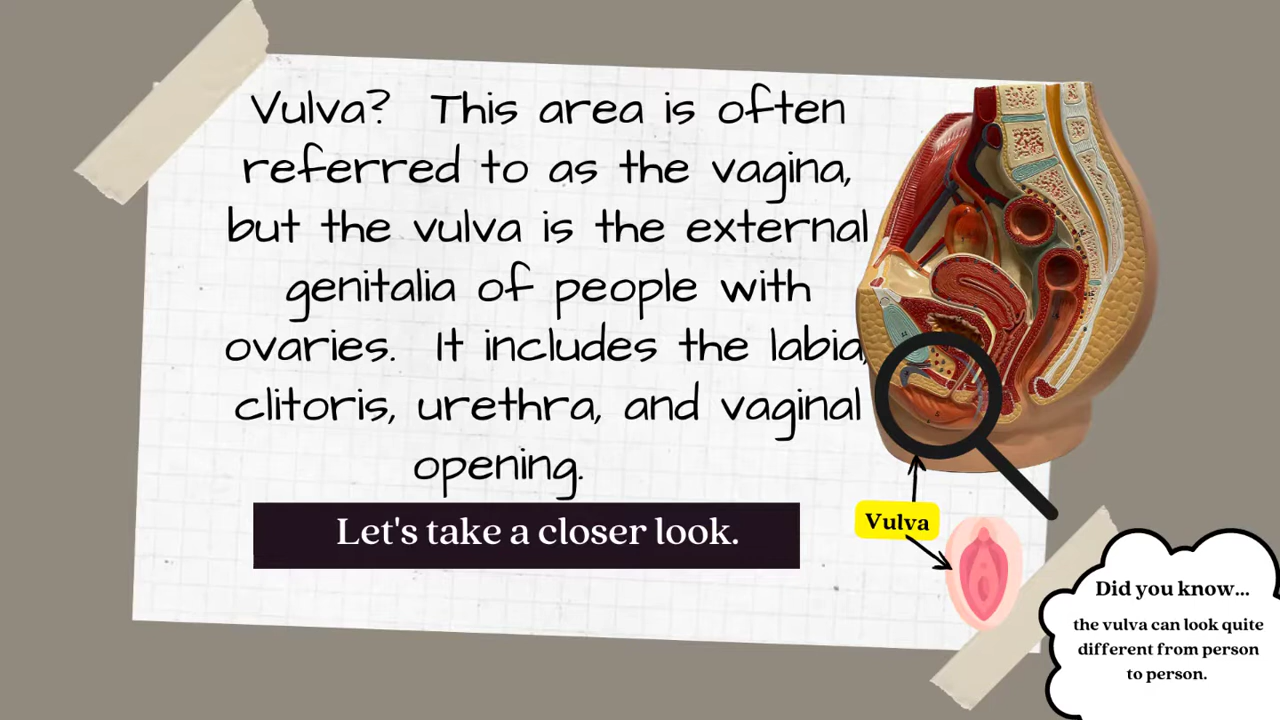 Vulva? This area is often
referred to as the vagina,
but the vulva is the external
genitalia of people with
ovaries. It includes the labia,
clitoris, urethra, and vaginal
opening.
Let's take a closer look.
Vulva
Did you know...
the vulva can look quite
different from person
to person.